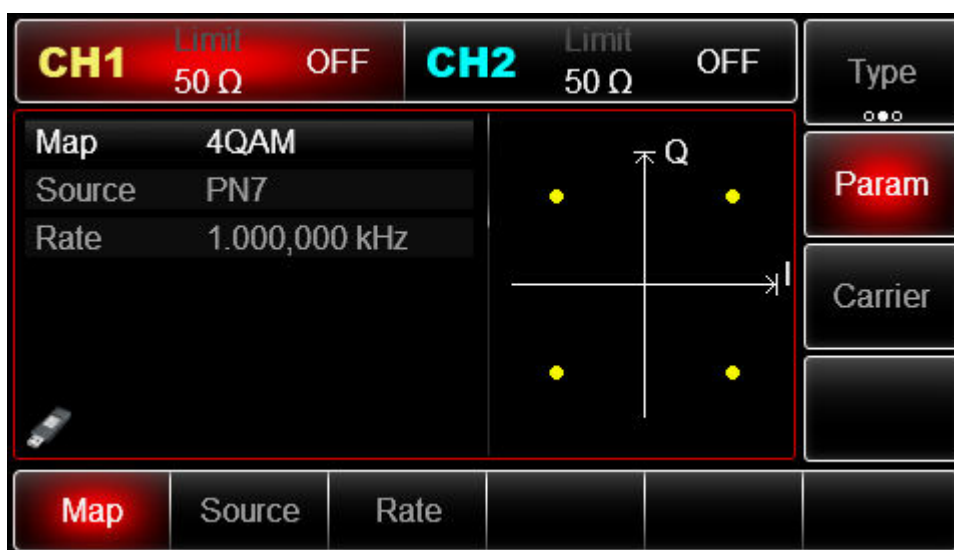 CH1 Limit 50 Ω OFF CH2 Limit 50 Ω OFF
Type
Map 4QAM
Source PN7
Rate 1.000,000 kHz
Q
I
Param
Carrier
Map Source Rate